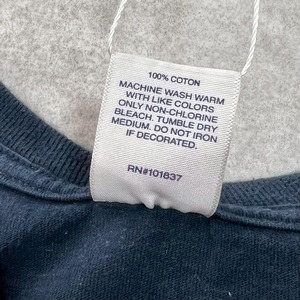 100% COTON
MACHINE WASH WARM
WITH LIKE COLORS
ONLY NON-CHLORINE
BLEACH. TUMBLE DRY
MEDIUM. DO NOT IRON
IF DECORATED.
RN#101837